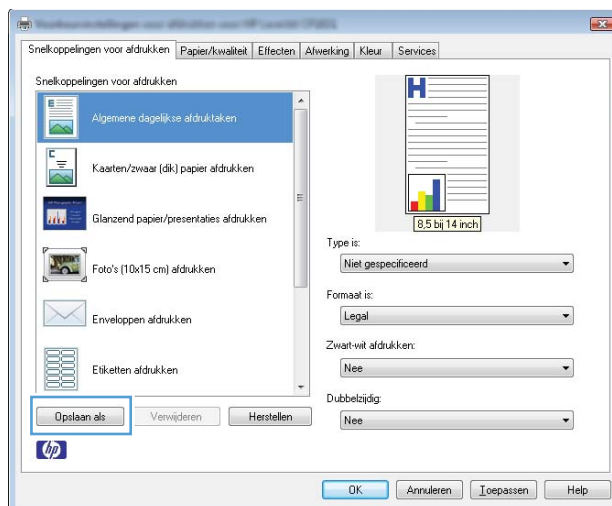 Snelkoppelingen voor afdrukken
Papier/kwaliteit
Effecten
Afwerking
Kleur
Services
Snelkoppelingen voor afdrukken
Algemene dagelijkse afdruktaken
Kaarten/zwaar (dik) papier afdrukken
Glanzend papier/presentaties afdrukken
Foto's (10x15 cm) afdrukken
Enveloppen afdrukken
Etiketten afdrukken
Opslaan als
Verwijderen
Herstellen
hp
H
8,5 bij 14 inch
Type is:
Niet gespecificeerd
Formaat is:
Legal
Zwart-wit afdrukken:
Nee
Dubbelzijdig:
Nee
OK
Annuleren
Toepassen
Help